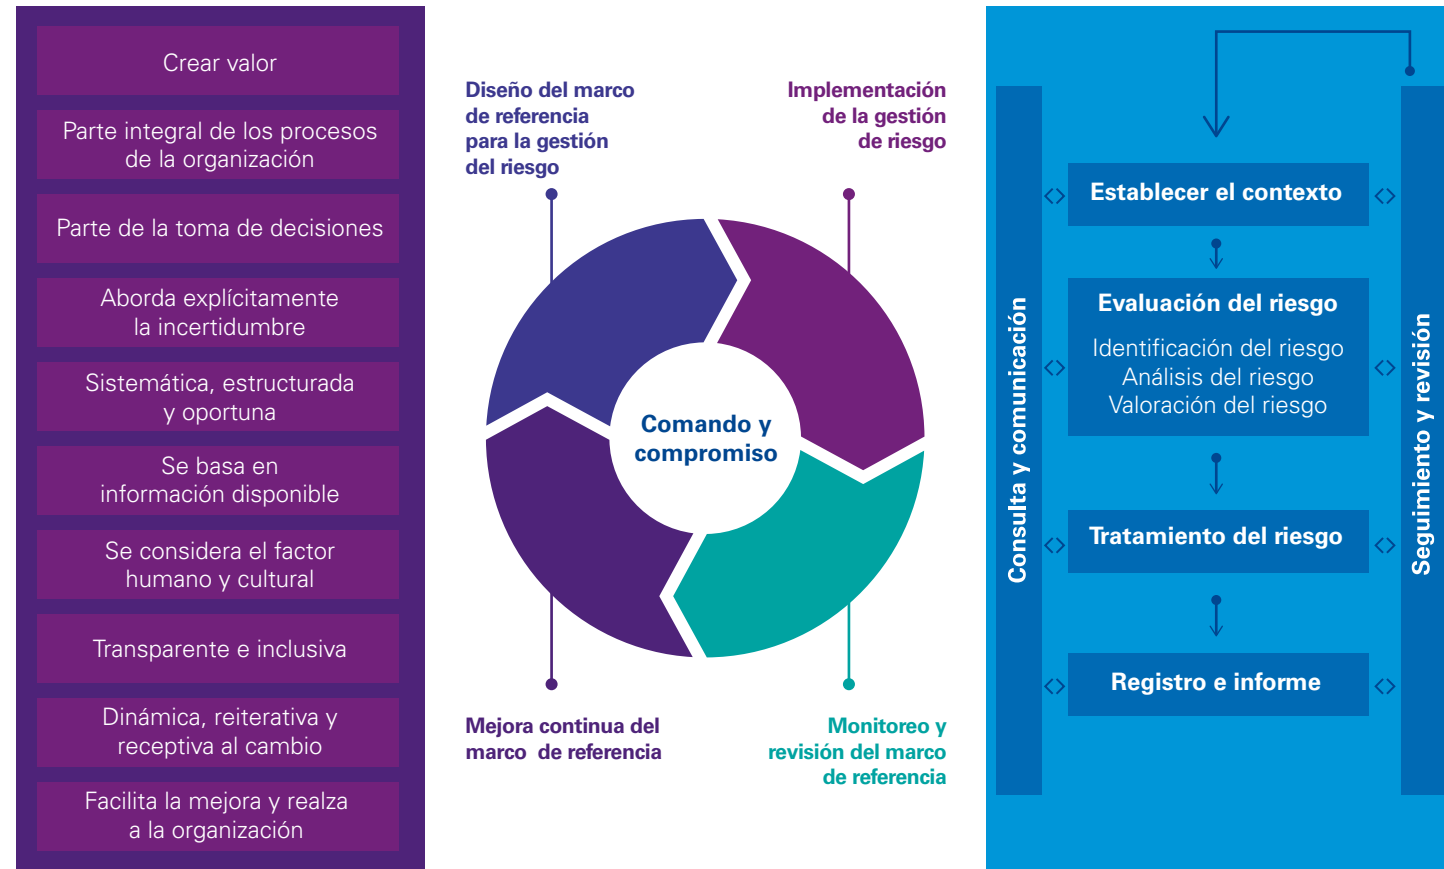 Crear valor
Parte integral de los procesos
de la organización
Parte de la toma de decisiones
Aborda explícitamente
la incertidumbre
Sistemática, estructurada
y oportuna
Se basa en
información disponible
Se considera el factor
humano y cultural
Transparente e inclusiva
Dinámica, reiterativa y
receptiva al cambio
Facilita la mejora y realza
a la organización
Diseño del marco
de referencia
para la gestión
del riesgo
Implementación
de la gestión
de riesgo
Comando y
compromiso
Mejora continua del
marco de referencia
Monitoreo y
revisión del marco
de referencia
Consulta y comunicación
Establecer el contexto
Evaluación del riesgo
Identificación del riesgo
Análisis del riesgo
Valoración del riesgo
Tratamiento del riesgo
Registro e informe
Seguimiento y revisión